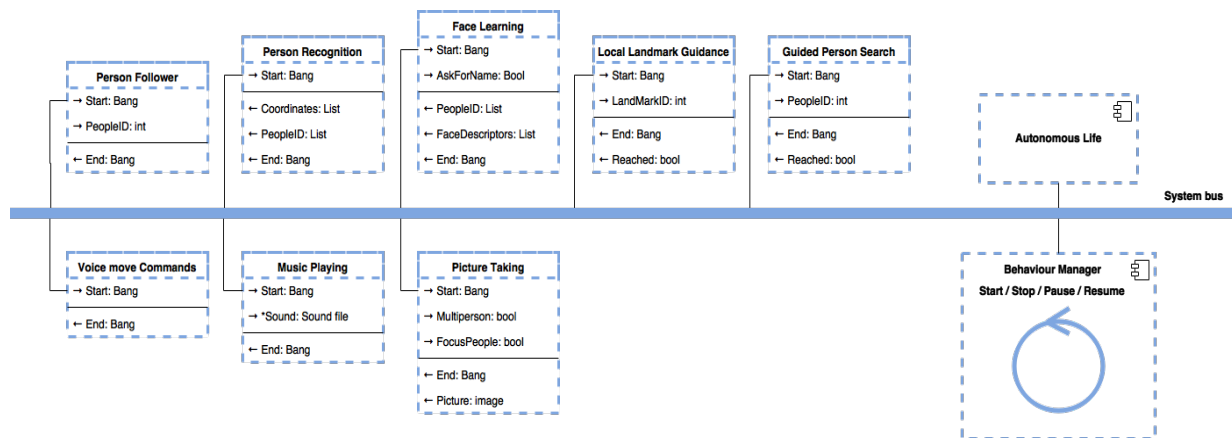 Person Follower
→ Start: Bang
→ PeopleID: int
← End: Bang
Person Recognition
→ Start: Bang
← Coordinates: List
← PeopleID: List
← End: Bang
Face Learning
→ Start: Bang
→ AskForName: Bool
← PeopleID: List
← FaceDescriptors: List
← End: Bang
Local Landmark Guidance
→ Start: Bang
→ LandMarkID: int
← End: Bang
← Reached: bool
Guided Person Search
→ Start: Bang
→ PeopleID: int
← End: Bang
← Reached: bool
Autonomous Life
System bus
Voice move Commands
→ Start: Bang
← End: Bang
Music Playing
→ Start: Bang
→ *Sound: Sound file
← End: Bang
Picture Taking
→ Start: Bang
→ Multiperson: bool
→ FocusPeople: bool
← End: Bang
← Picture: image
Behaviour Manager
Start / Stop / Pause / Resume